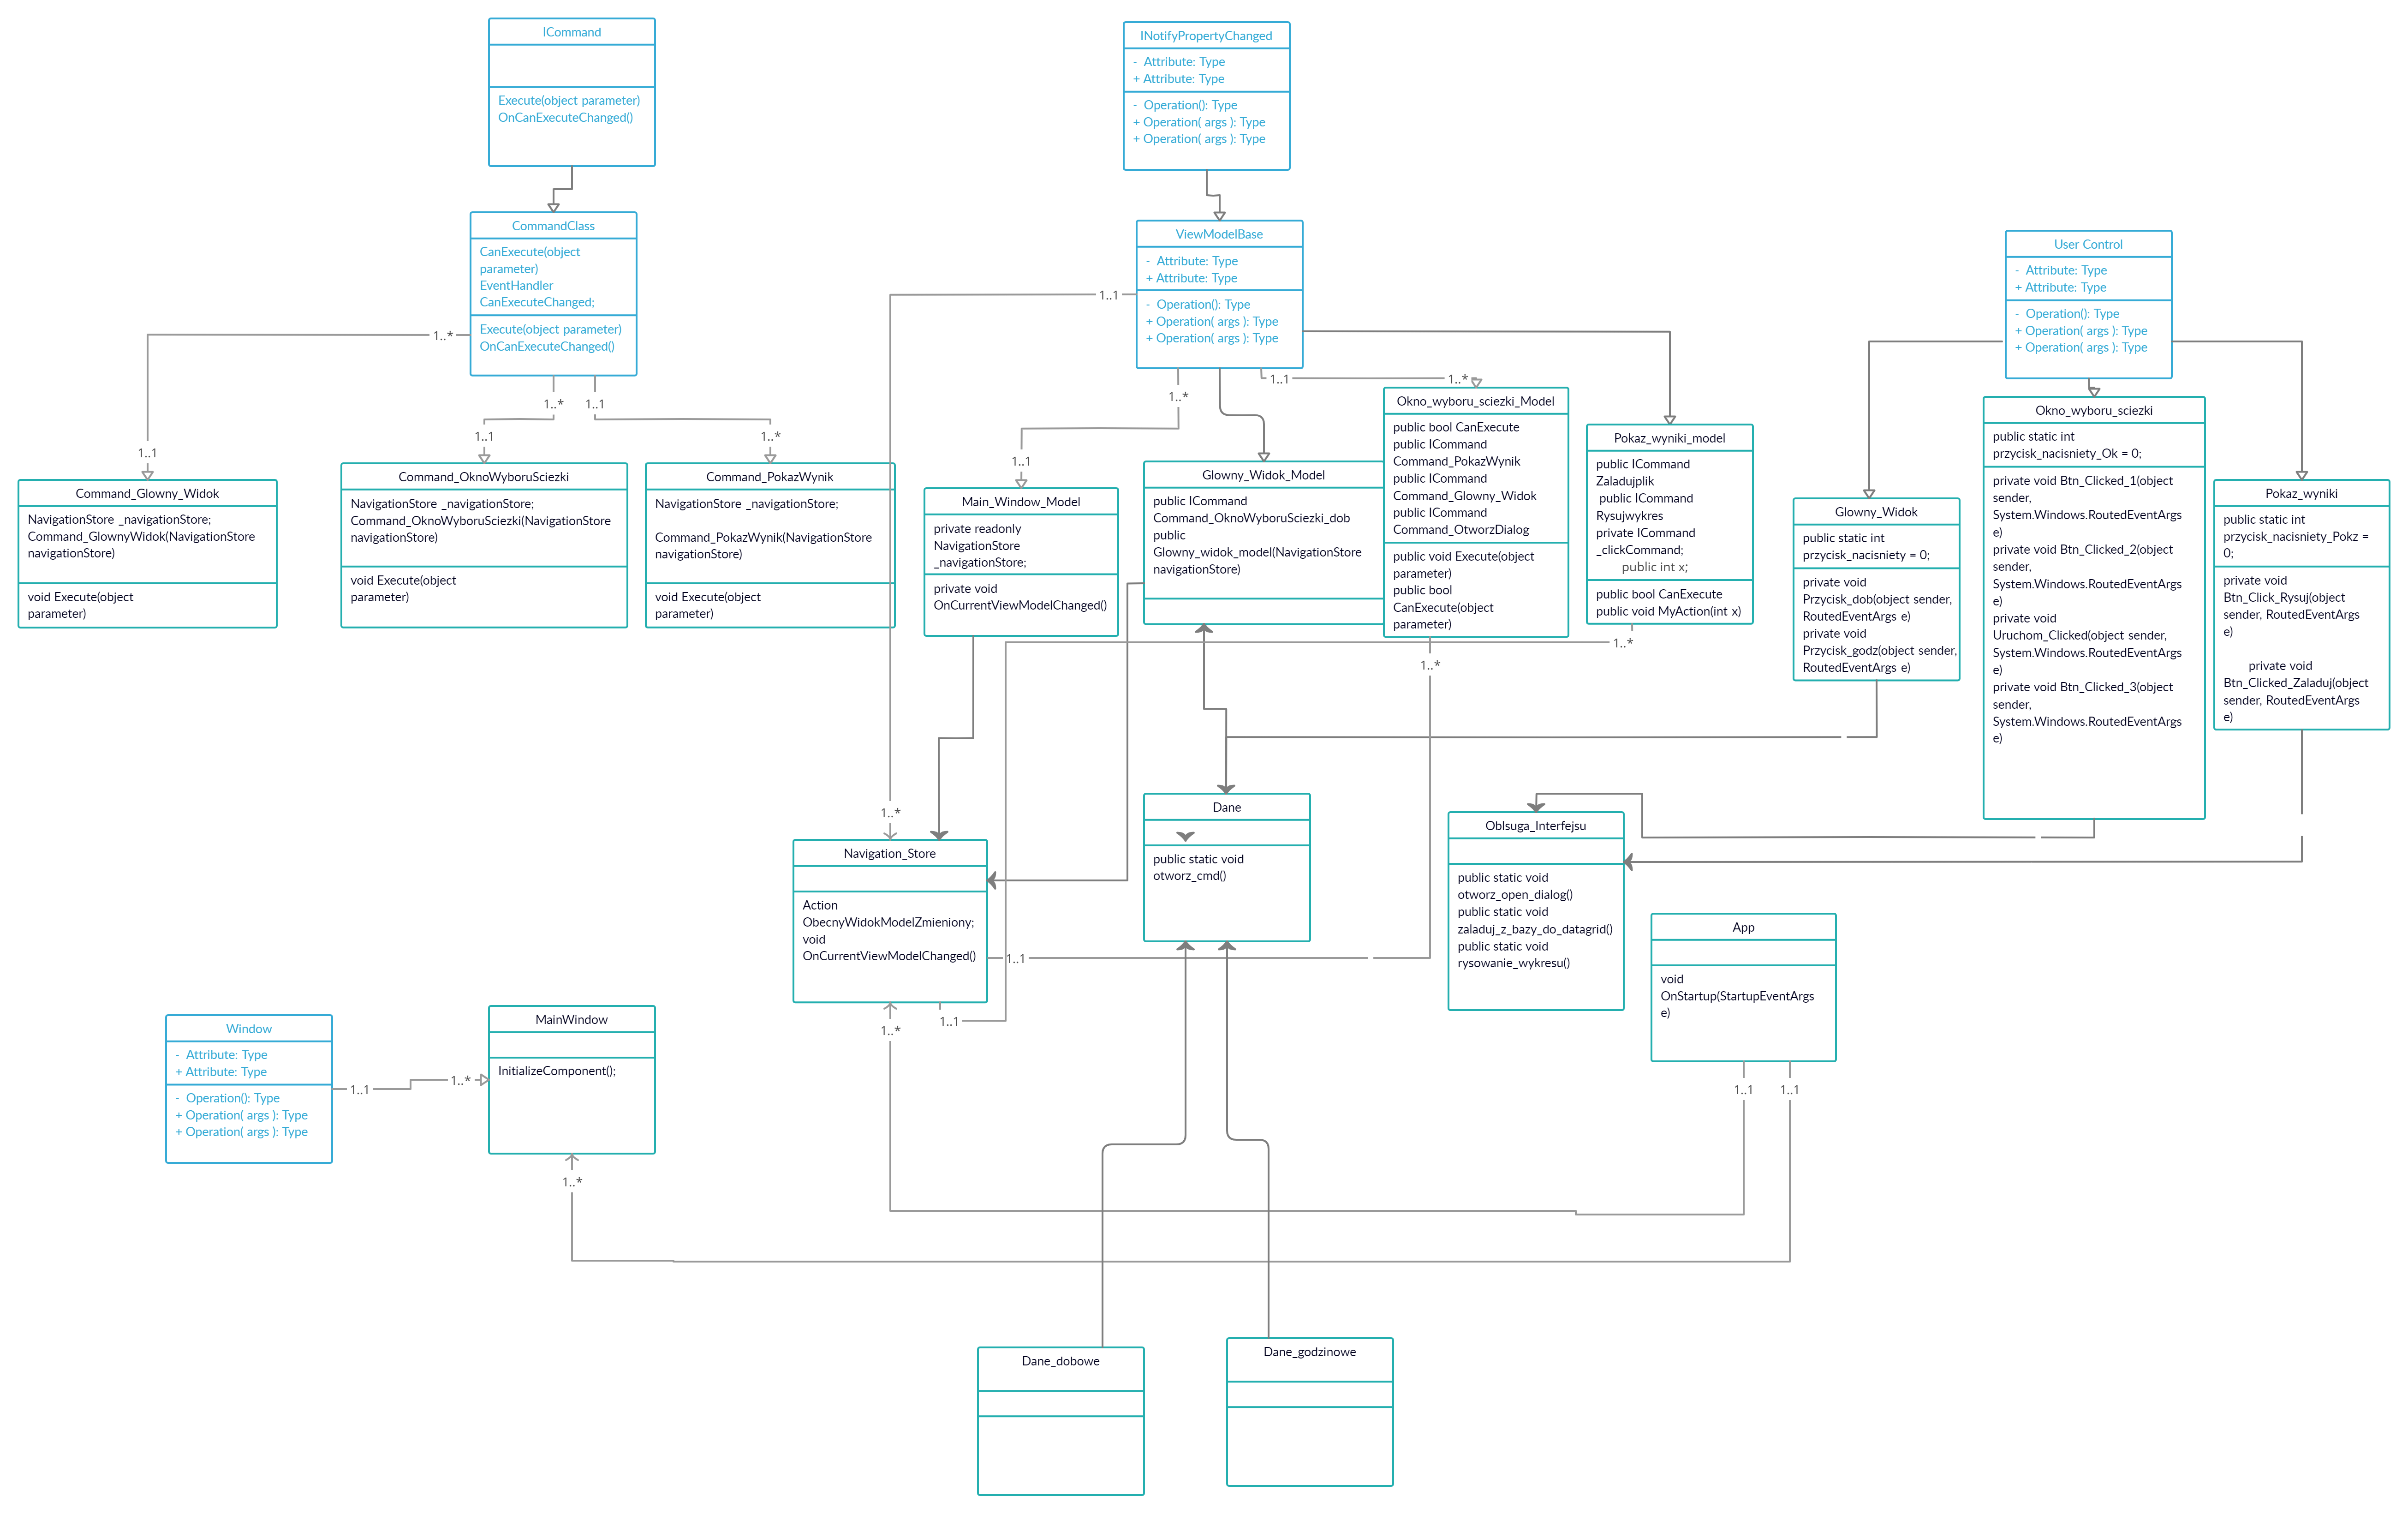 ICommand
Execute(object parameter)
OnCanExecuteChanged()
INotifyPropertyChanged
- Attribute: Type
+ Attribute: Type
- Operation(): Type
+ Operation( args ): Type
+ Operation( args ): Type
CommandClass
CanExecute(object
parameter)
EventHandler
CanExecuteChanged;
Execute(object parameter)
OnCanExecuteChanged()
ViewModelBase
- Attribute: Type
+ Attribute: Type
- Operation(): Type
+ Operation( args ): Type
+ Operation( args ): Type
User Control
- Attribute: Type
+ Attribute: Type
- Operation(): Type
+ Operation( args ): Type
+ Operation( args ): Type
1..1
1..*
1..*
1..1
1..*
1..1
1..*
1..1
1..1
1..*
1..1
Command_Glowny_Widok
NavigationStore _navigationStore;
Command_GlownyWidok(NavigationStore
navigationStore)
void Execute(object
parameter)
Command_OknoWyboruSciezki
NavigationStore _navigationStore;
Command_OknoWyboruSciezki(NavigationStore
navigationStore)
void Execute(object
parameter)
Command_PokazWynik
NavigationStore _navigationStore;
Command_PokazWynik(NavigationStore
navigationStore)
void Execute(object
parameter)
Main_Window_Model
private readonly
NavigationStore
_navigationStore;
private void
OnCurrentViewModelChanged()
Glowny_Widok_Model
public ICommand
Command_OknoWyboruSciezki_dob
public
Glowny_widok_model(NavigationStore
navigationStore)
Okno_wyboru_sciezki_Model
public bool CanExecute
public ICommand
Command_PokazWynik
public ICommand
Command_Glowny_Widok
public ICommand
Command_OtworzDialog
public void Execute(object
parameter)
public bool
CanExecute(object
parameter)
Pokaz_wyniki_model
public ICommand
Zaladujplik
public ICommand
Rysujwykres
private ICommand
_clickCommand;
public int x;
public bool CanExecute
public void MyAction(int x)
Glowny_Widok
public static int
przycisk_nacisniety = 0;
private void
Przycisk_dob(object sender,
RoutedEventArgs e)
private void
Przycisk_godz(object sender,
RoutedEventArgs e)
Okno_wyboru_sciezki
public static int
przycisk_nacisniety_Ok = 0;
private void Btn_Clicked_1(object
sender,
System.Windows.RoutedEventArgs
e)
private void Btn_Clicked_2(object
sender,
System.Windows.RoutedEventArgs
e)
private void
Uruchom_Clicked(object sender,
System.Windows.RoutedEventArgs
e)
private void Btn_Clicked_3(object
sender,
System.Windows.RoutedEventArgs
e)
Pokaz_wyniki
public static int
przycisk_nacisniety_Pokz =
0;
private void
Btn_Click_Rysuj(object
sender, RoutedEventArgs
e)
private void
Btn_Clicked_Zaladuj(object
sender, RoutedEventArgs
e)
1..*
1..*
1..*
Navigation_Store
Action
ObecnyWidokModelZmieniony;
void
OnCurrentViewModelChanged()
1..1
1..1
1..*
Dane
public static void
otworz_cmd()
Oblsuga_Interfejsu
public static void
otworz_open_dialog()
public static void
zaladuj_z_bazy_do_datagrid()
public static void
rysowanie_wykresu()
App
void
OnStartup(StartupEventArgs
e)
1..1
1..1
Window
- Attribute: Type
+ Attribute: Type
- Operation(): Type
+ Operation( args ): Type
+ Operation( args ): Type
1..1
1..*
MainWindow
InitializeComponent();
1..*
Dane_dobowe
Dane_godzinowe